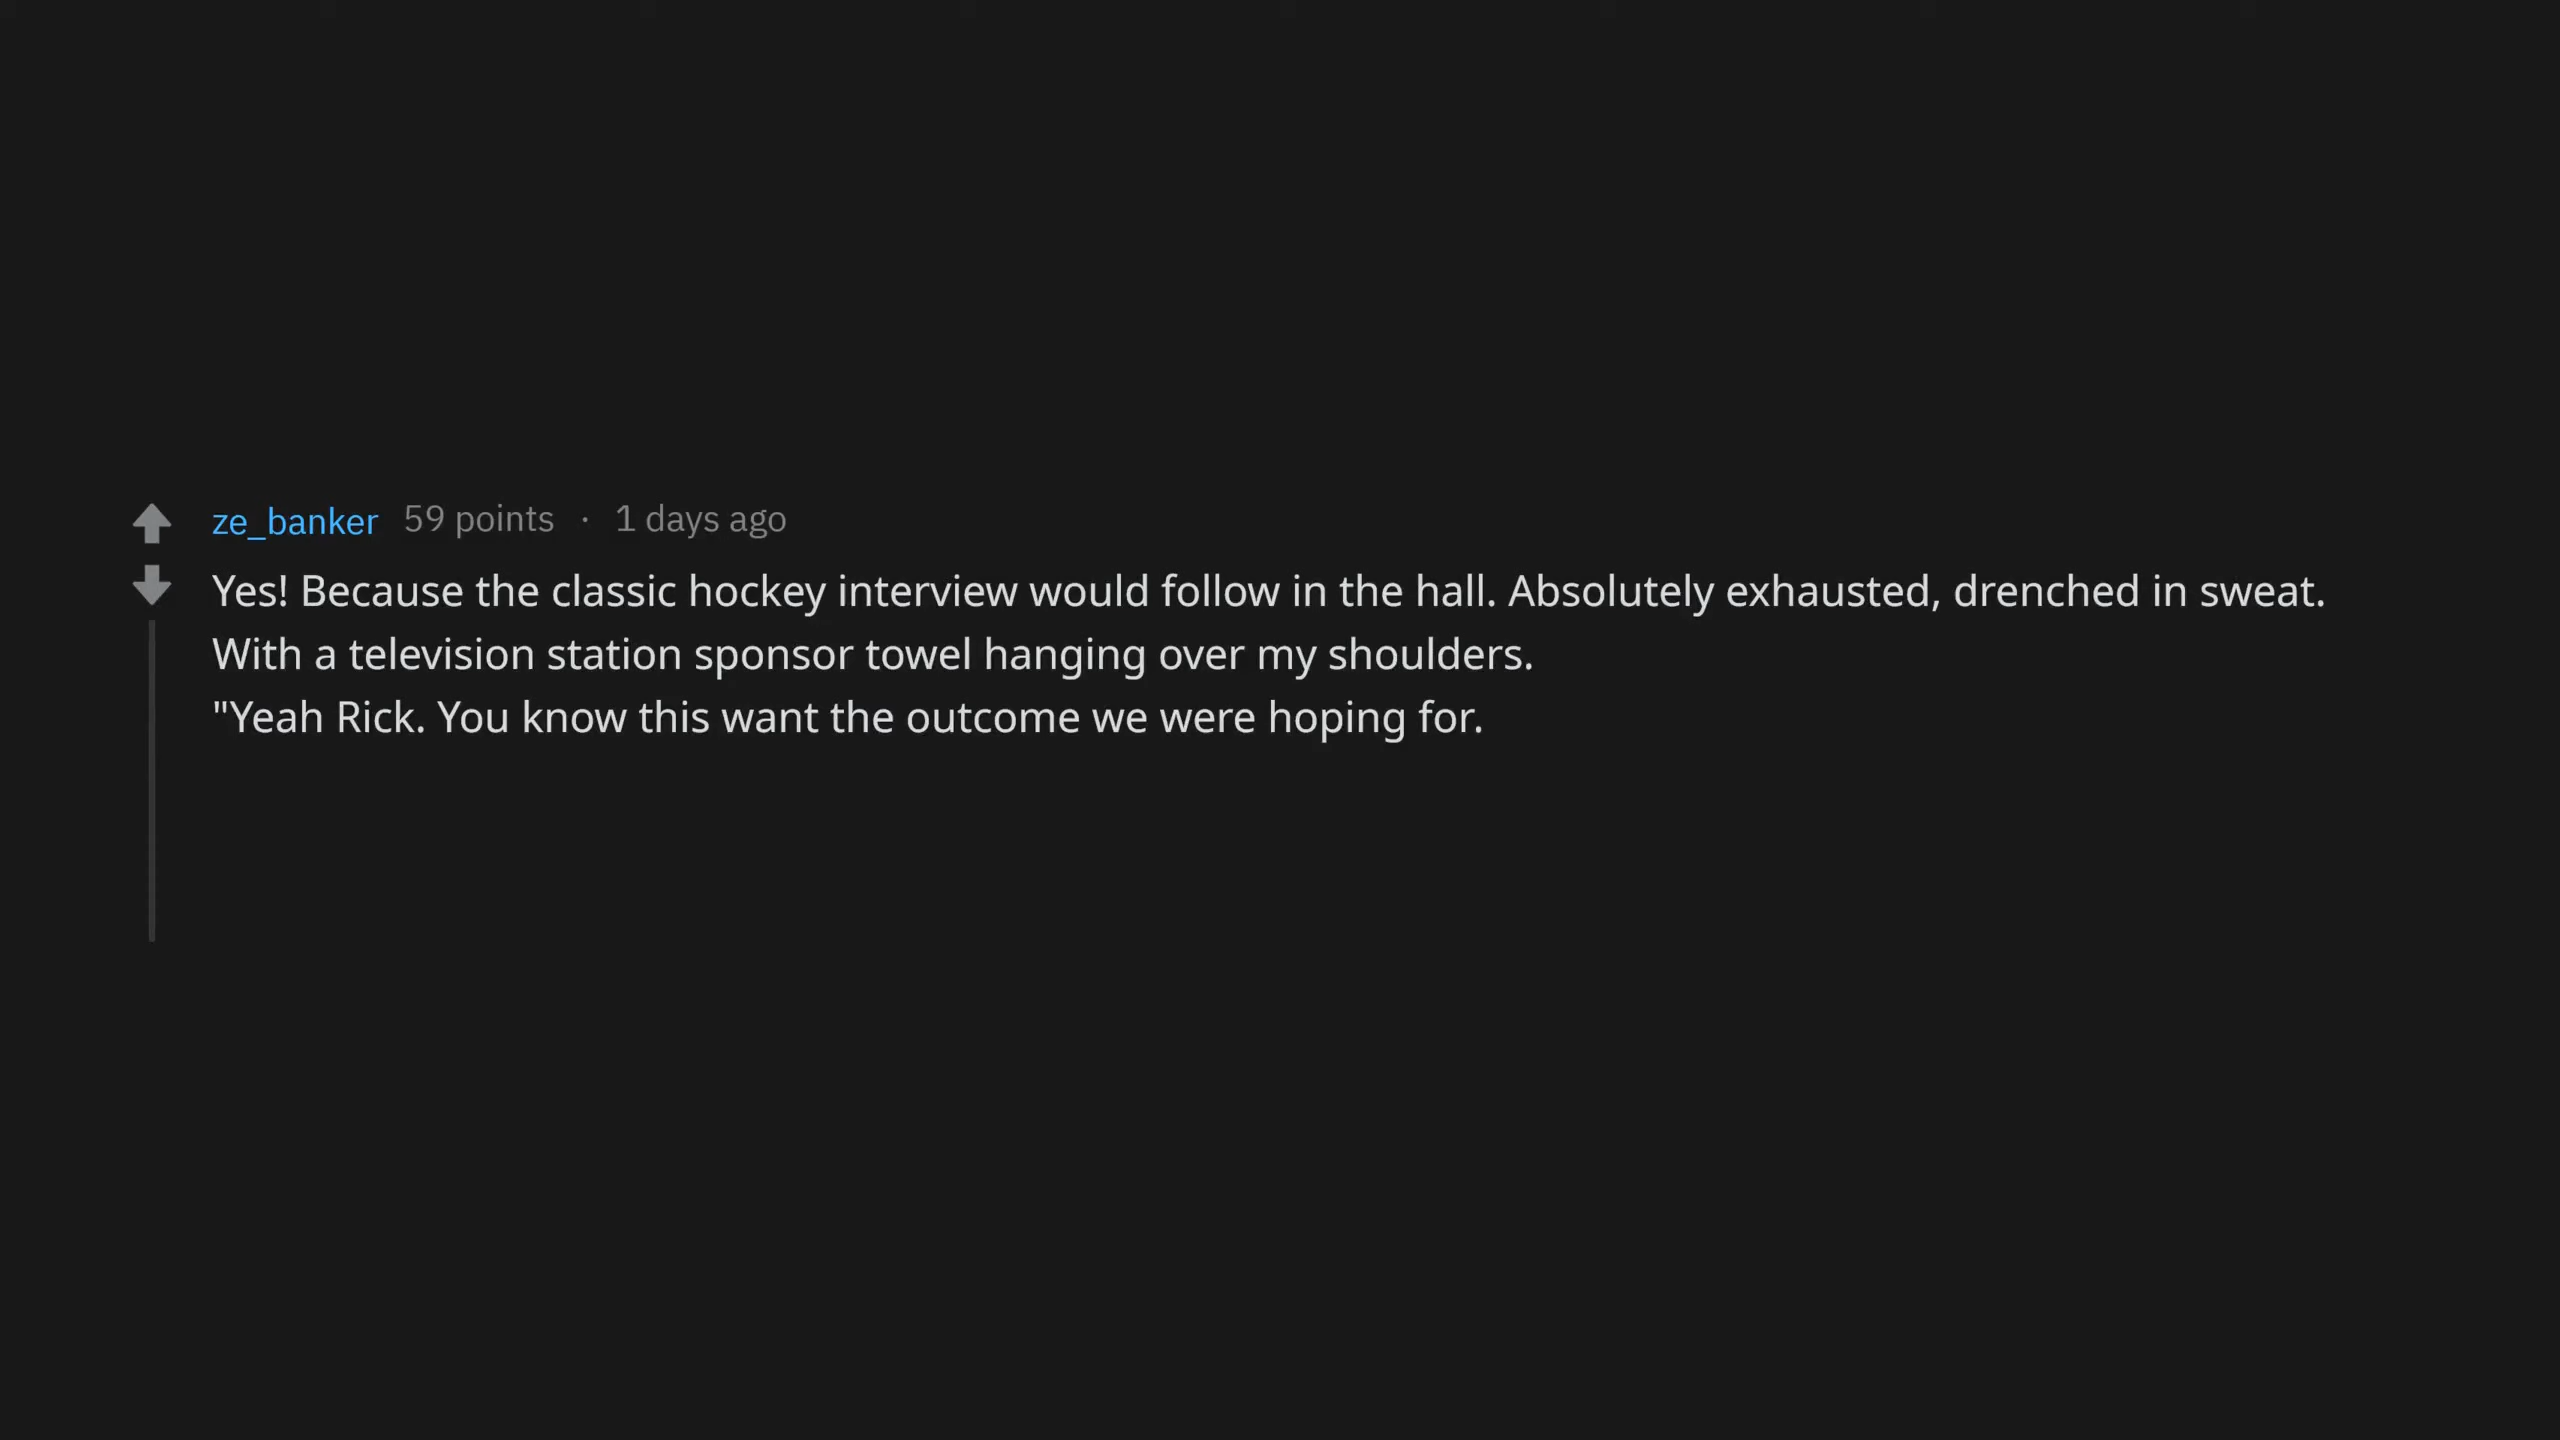 ze_banker 59 points · 1 days ago
Yes! Because the classic hockey interview would follow in the hall. Absolutely exhausted, drenched in sweat.
With a television station sponsor towel hanging over my shoulders.
"Yeah Rick. You know this want the outcome we were hoping for.